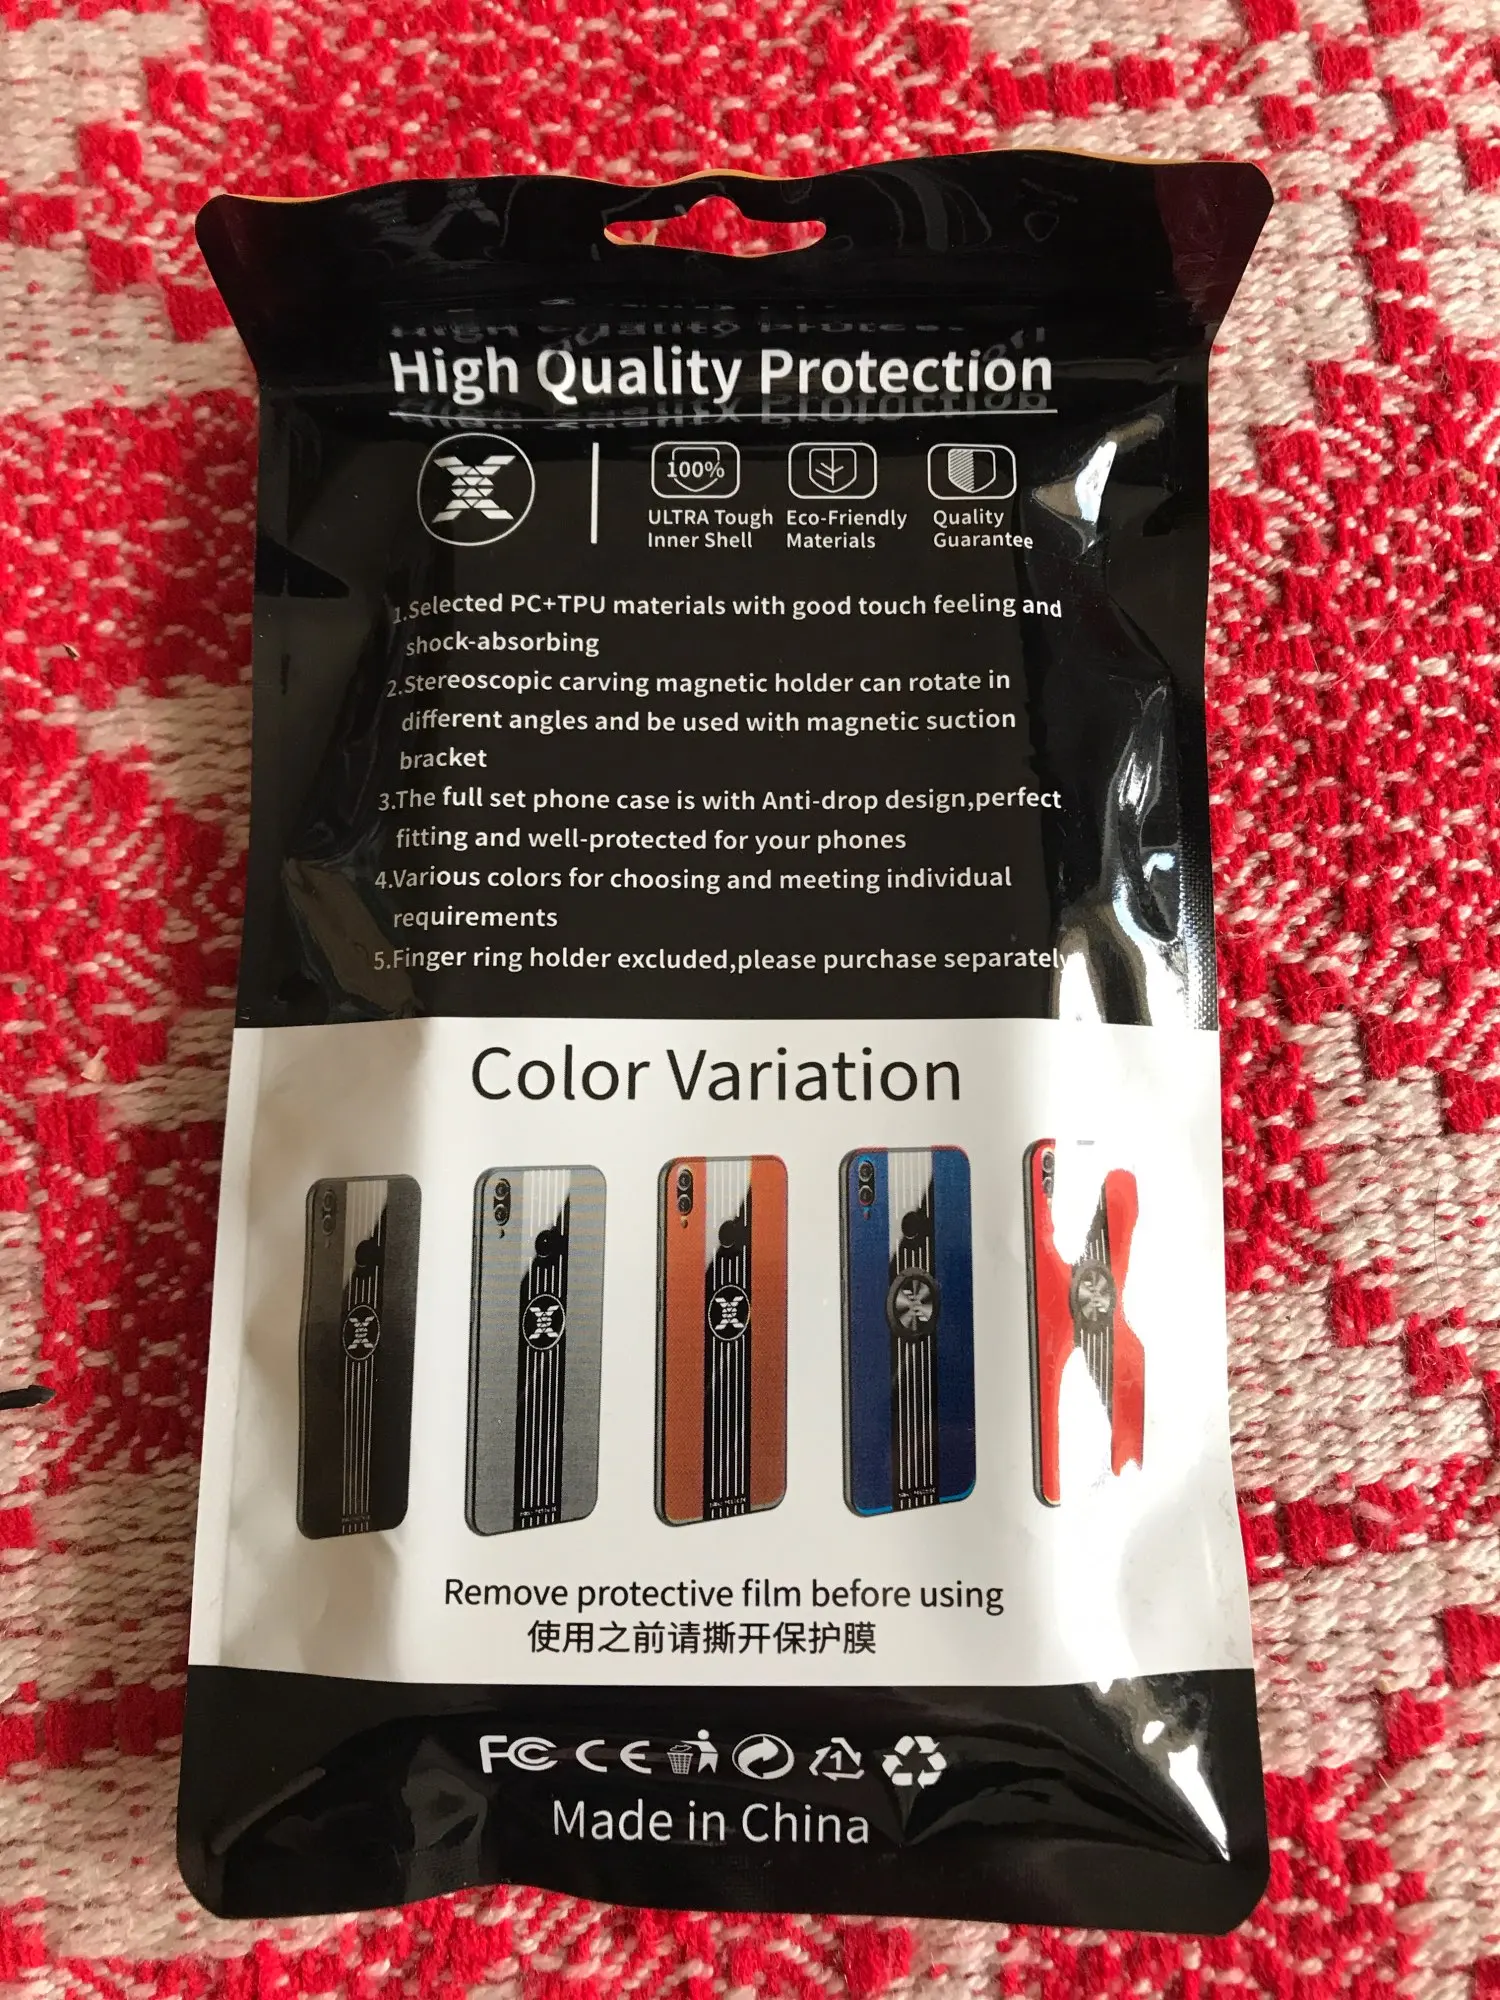 High Quality Protection
100%
ULTRA Tough Inner Shell
Eco-Friendly Materials
Quality Guarantee
1.Selected PC+TPU materials with good touch feeling and
shock-absorbing
2.Stereoscopic carving magnetic holder can rotate in
different angles and be used with magnetic suction
bracket
3.The full set phone case is with Anti-drop design,perfect
fitting and well-protected for your phones
4.Various colors for choosing and meeting individual
requirements
5.Finger ring holder excluded,please purchase separately
Color Variation
Remove protective film before using
使用之前请撕开保护膜
FC CE 1
Made in China